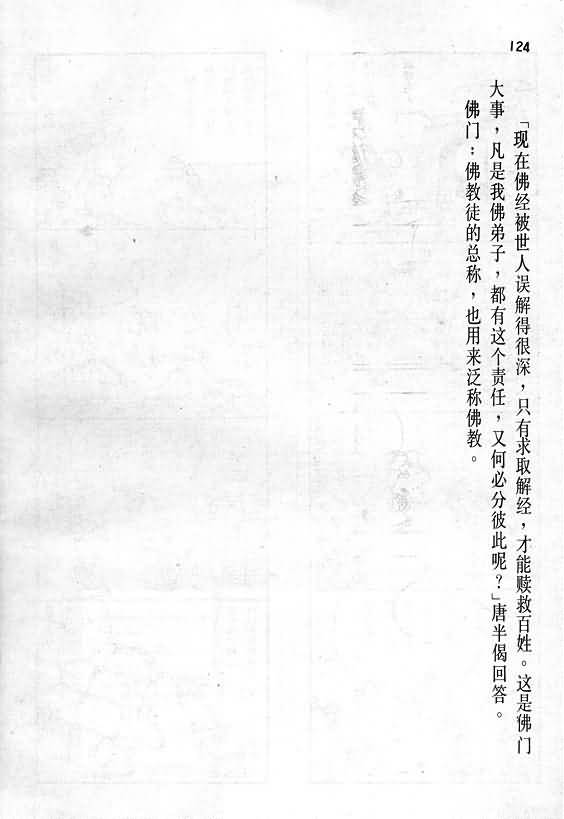 124
「现在佛经被世人误解得很深，只有求取解经，才能赎救百姓。这是佛门
大事，凡是我佛弟子，都有这个责任，又何必分彼此呢？」唐半偈回答。
佛门：佛教徒的总称，也用来泛称佛教。